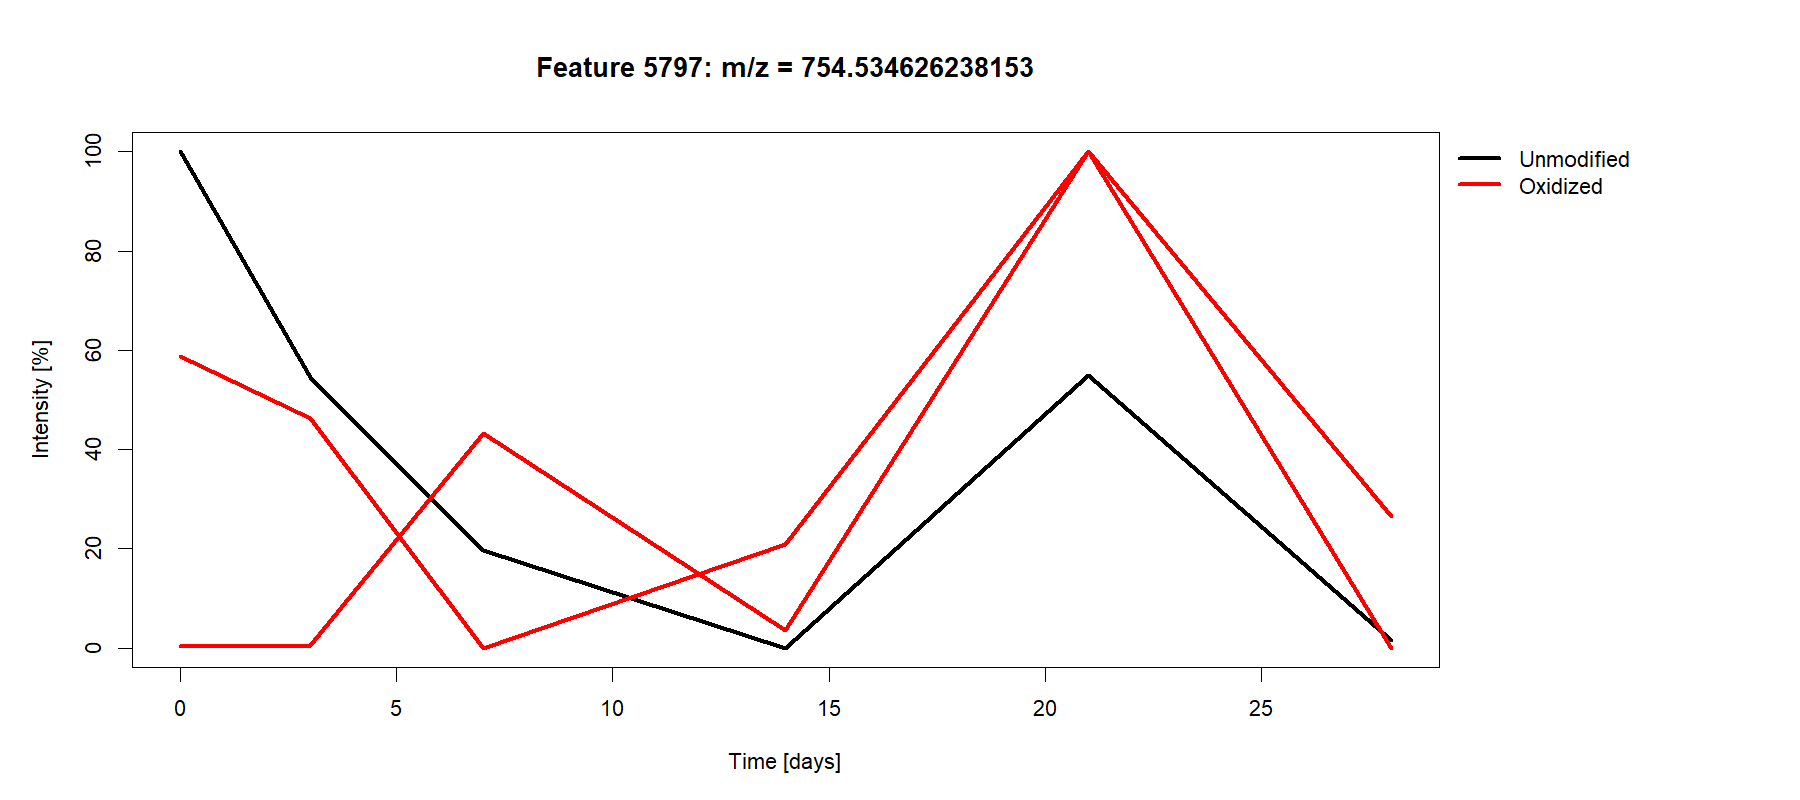 Feature 5797: m/z = 754.534626238153
Unmodified
Oxidized
Intensity [%]
100
80
60
40
20
0
0 5 10 15 20 25
Time [days]